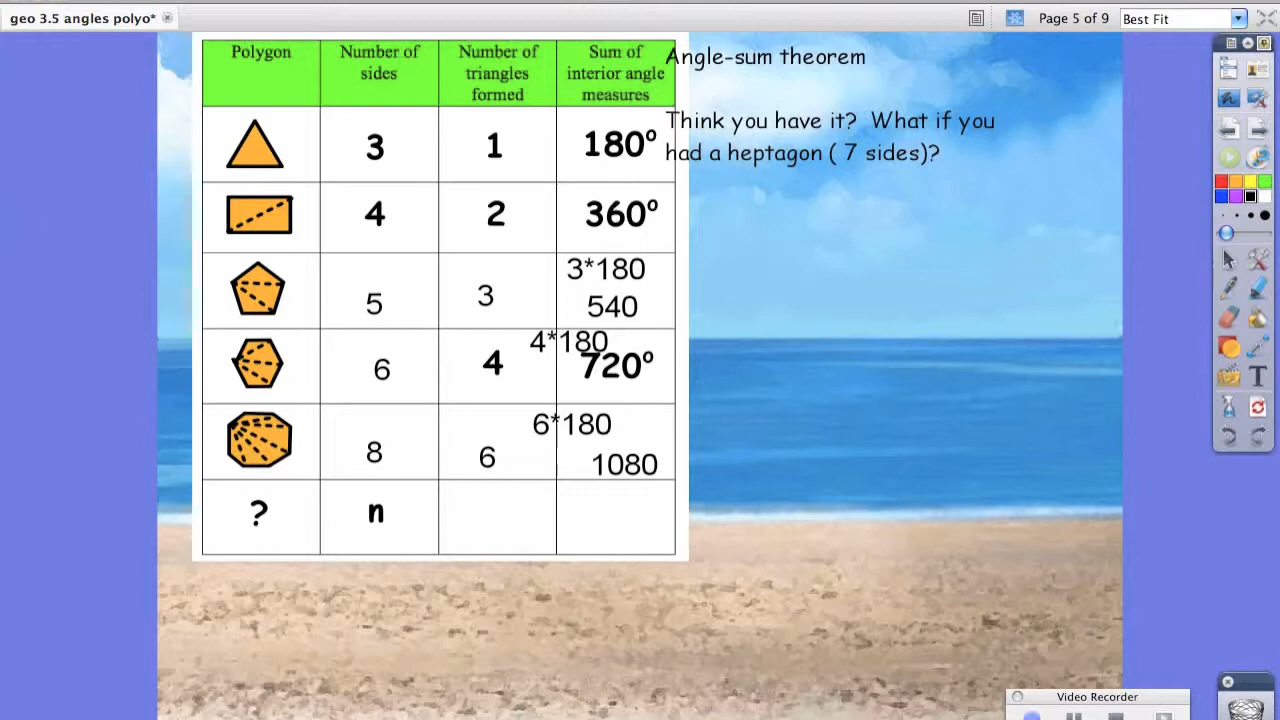 geo 3.5 angles polyo*
Page 5 of 9
Best Fit
Polygon
Number of
sides
Number of
triangles
formed
Sum of
interior angle
measures
3
1
180º
4
2
360º
5
3
3*180
540
6
4
4*180
720º
8
6
6*180
1080
?
n
Angle-sum theorem
Think you have it? What if you
had a heptagon ( 7 sides)?
T
Video Recorder